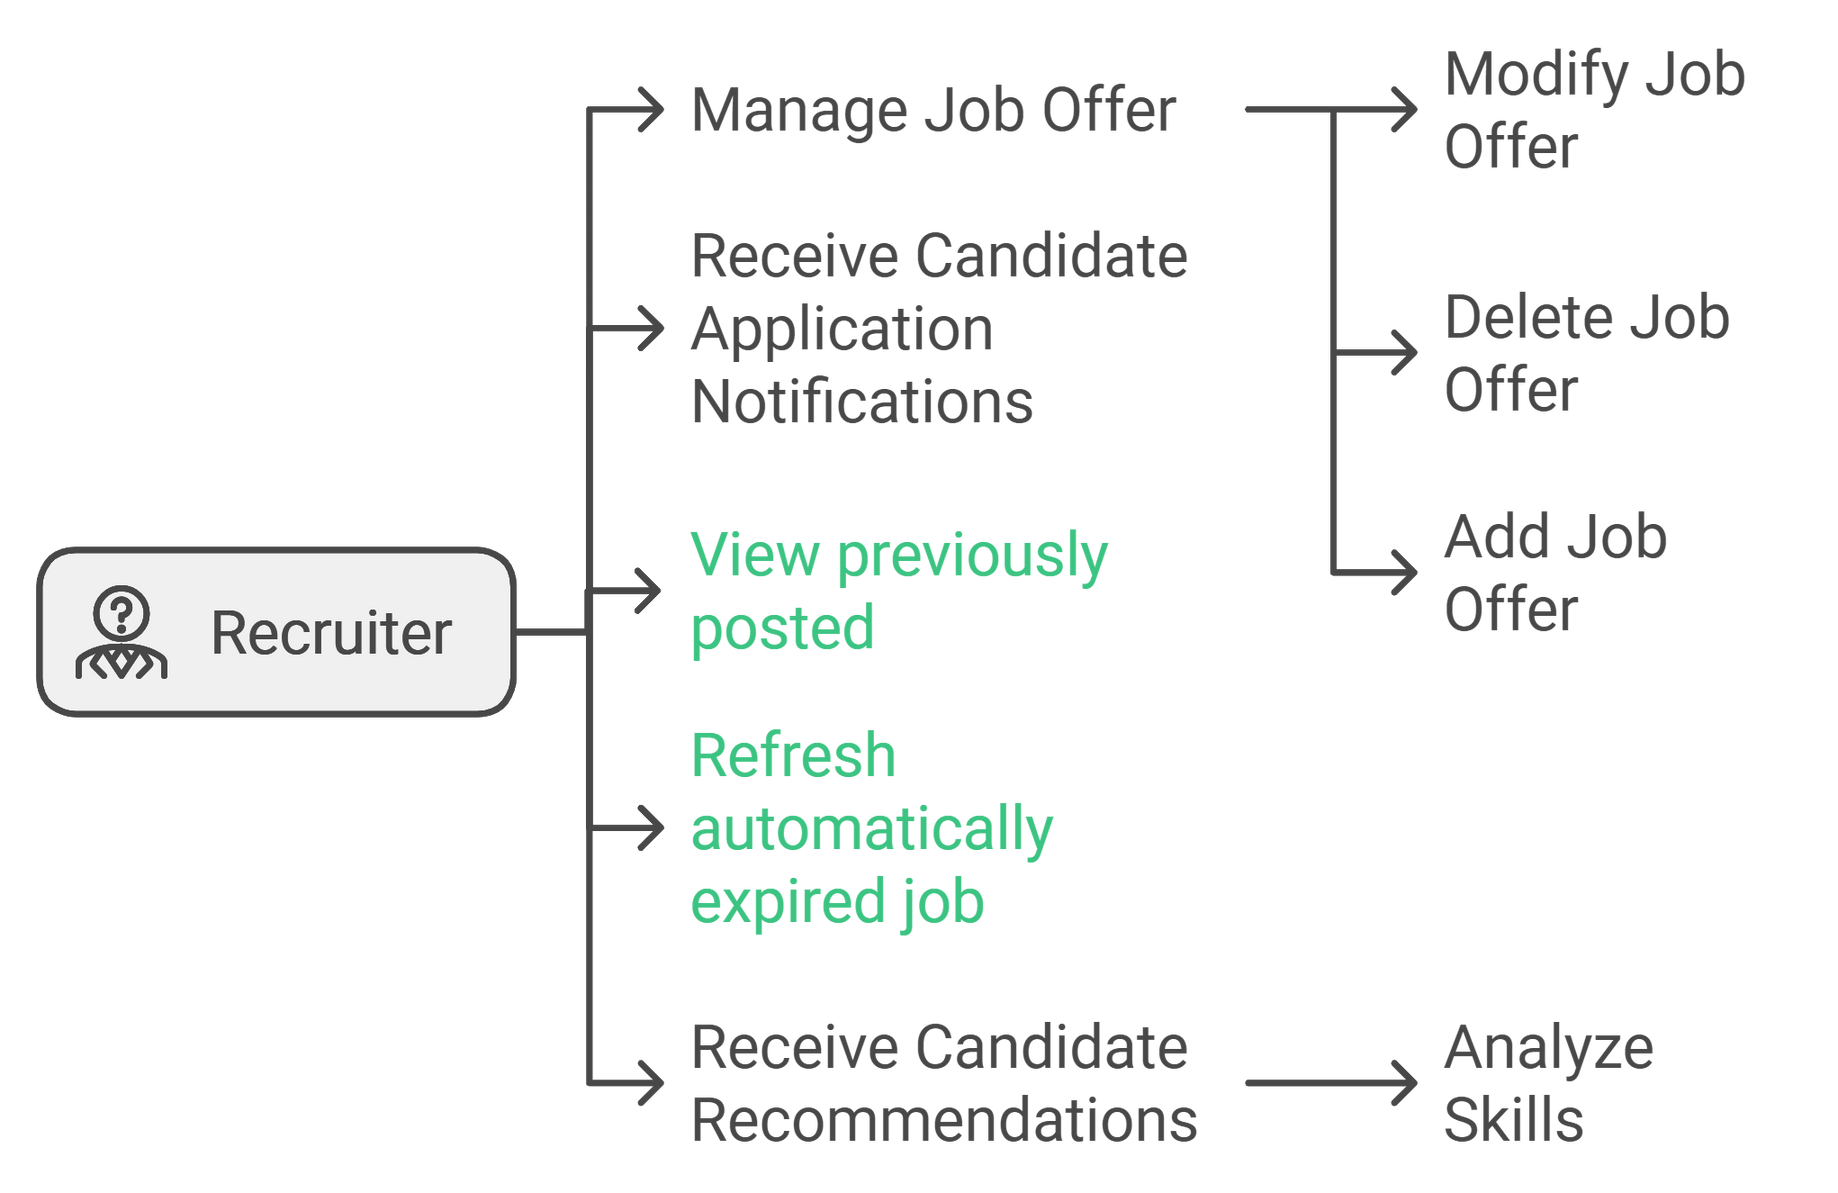 Recruiter
Manage Job Offer
Receive Candidate
Application
Notifications
View previously
posted
Refresh
automatically
expired job
Receive Candidate
Recommendations
Modify Job
Offer
Delete Job
Offer
Add Job
Offer
Analyze
Skills